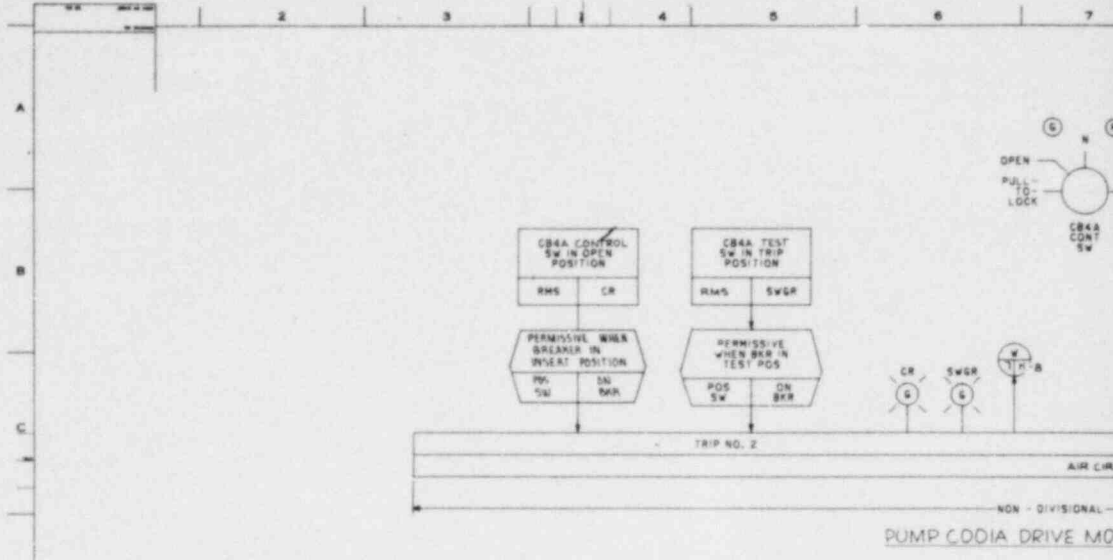 2 3 4 5 6 7
A
G
N
OPEN
PULL-
TO-
LOCK
CB4A
CONT
SW
B
CB4A CONTROL
SW IN OPEN
POSITION
RMS CR
CB4A TEST
SW IN TRIP
POSITION
RMS SWGR
PERMISSIVE WHEN
BREAKER IN
INSERT POSITION
POS
SW
ON
BKR
PERMISSIVE
WHEN BKR IN
TEST POS
POS
SW
ON
BKR
CR
G
SWGR
G
W
C
TRIP NO. 2
AIR CIR
NON - DIVISIONAL
PUMP COOIA DRIVE MO